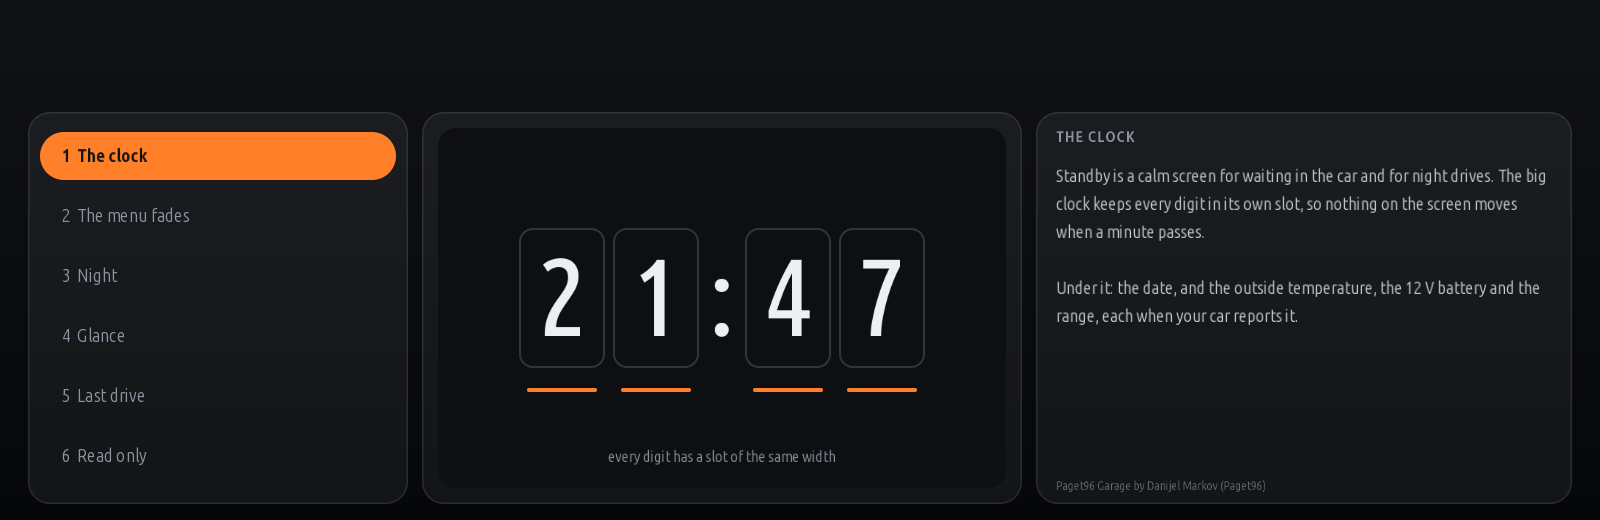 1 The clock
2 The menu fades
3 Night
4 Glance
5 Last drive
6 Read only
21:47
every digit has a slot of the same width
THE CLOCK
Standby is a calm screen for waiting in the car and for night drives. The big
clock keeps every digit in its own slot, so nothing on the screen moves
when a minute passes.
Under it: the date, and the outside temperature, the 12 V battery and the
range, each when your car reports it.
Paget96 Garage by Danijel Markov (Paget96)